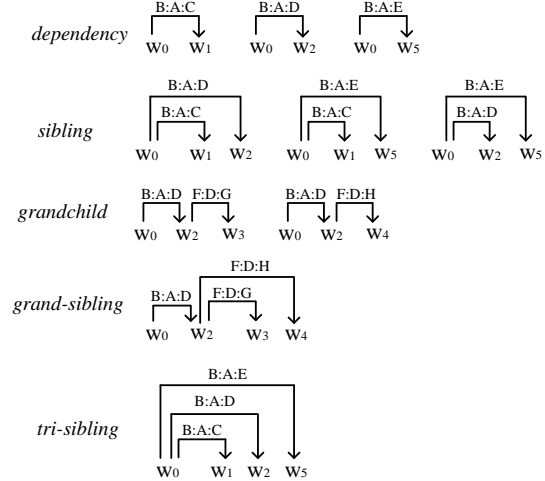 B:A:C B:A:D B:A:E
dependency
W0 W1 W0 W2 W0 W5
B:A:D B:A:E B:A:E
B:A:C B:A:C B:A:D
sibling
W0 W1 W2 W0 W1 W5 W0 W2 W5
B:A:D F:D:G B:A:D F:D:H
grandchild
W0 W2 W3 W0 W2 W4
F:D:H
grand-sibling
B:A:D F:D:G
W0 W2 W3 W4
B:A:E
B:A:D
tri-sibling
B:A:C
W0 W1 W2 W5